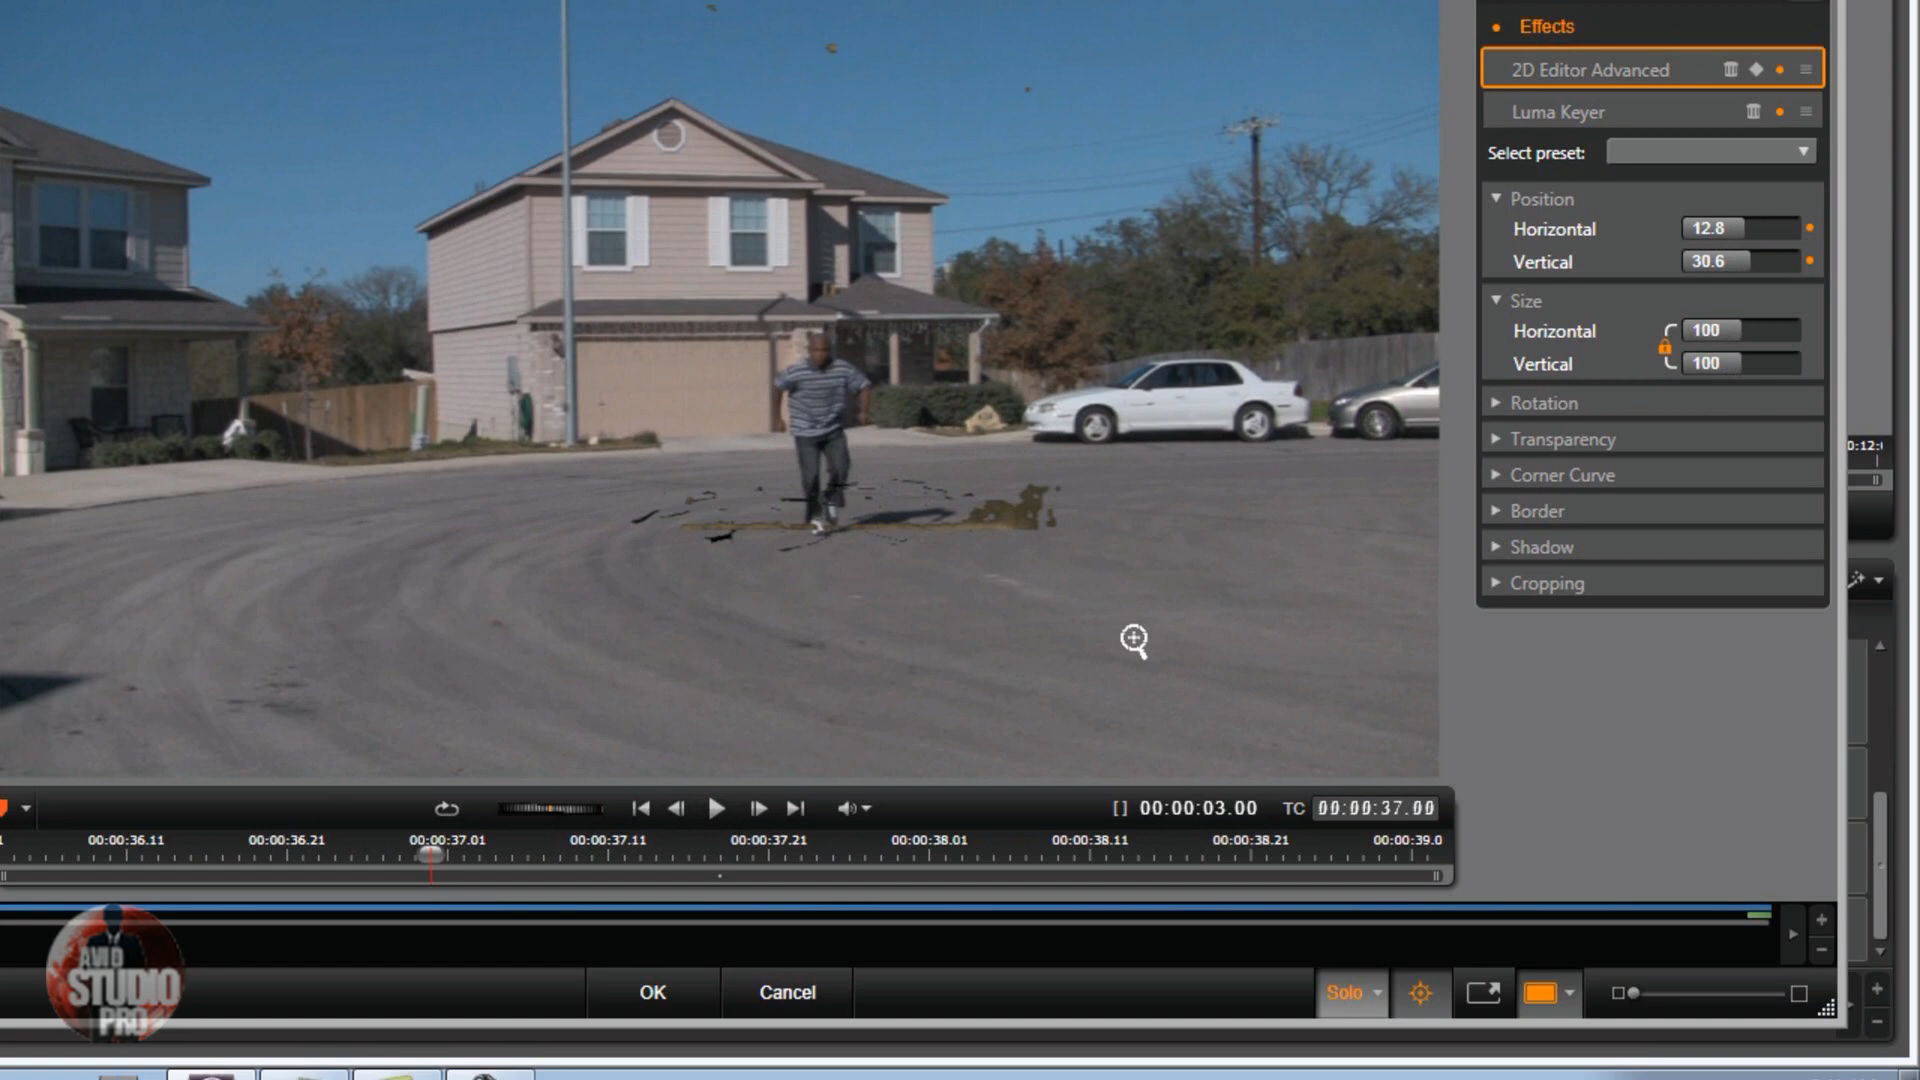 Effects
2D Editor Advanced
Luma Keyer
Select preset:
Position
Horizontal 12.8
Vertical 30.6
Size
Horizontal 100
Vertical 100
Rotation
Transparency
Corner Curve
Border
Shadow
Cropping
[] 00:00:03.00 TC 00:00:37.00
00:00:36.11 00:00:36.21 00:00:37.01 00:00:37.11 00:00:37.21 00:00:38.01 00:00:38.11 00:00:38.21 00:00:39.0
AVID
STUDIO
PRO
OK Cancel Solo